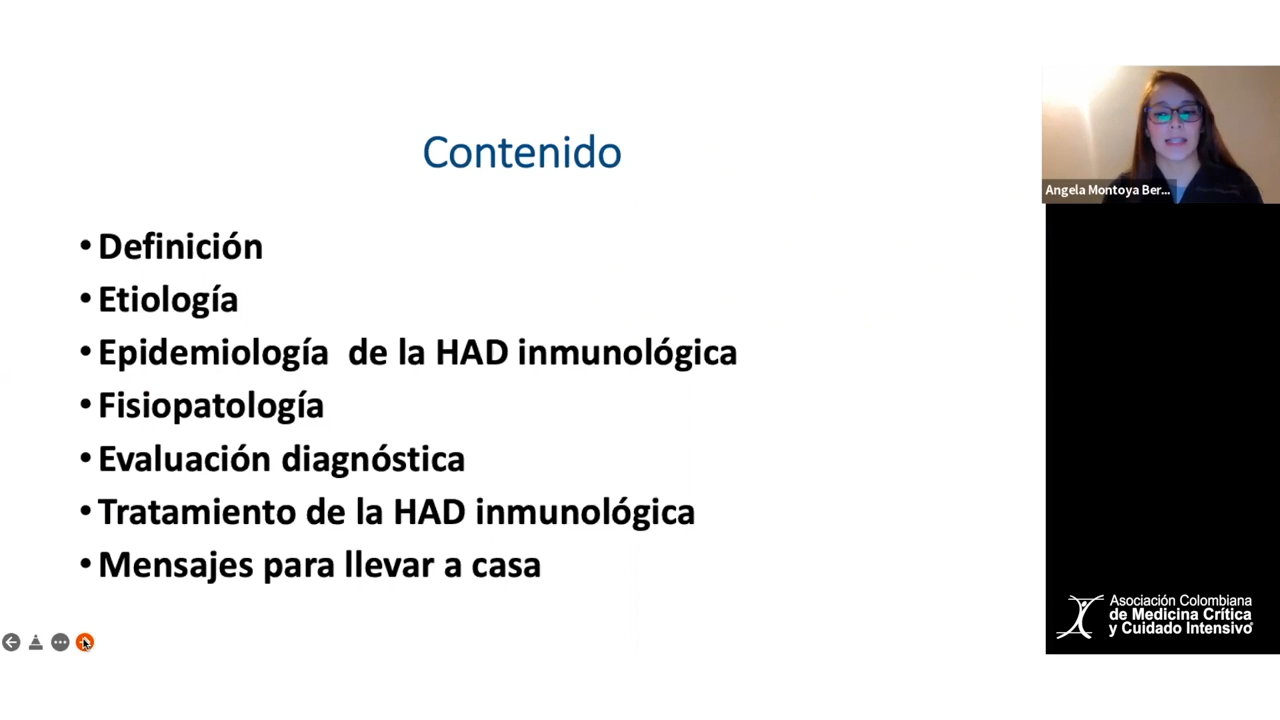 Contenido
• Definición
• Etiología
• Epidemiología de la HAD inmunológica
• Fisiopatología
• Evaluación diagnóstica
• Tratamiento de la HAD inmunológica
• Mensajes para llevar a casa
Angela Montoya Ber...
Asociación Colombiana
de Medicina Crítica
y Cuidado Intensivo